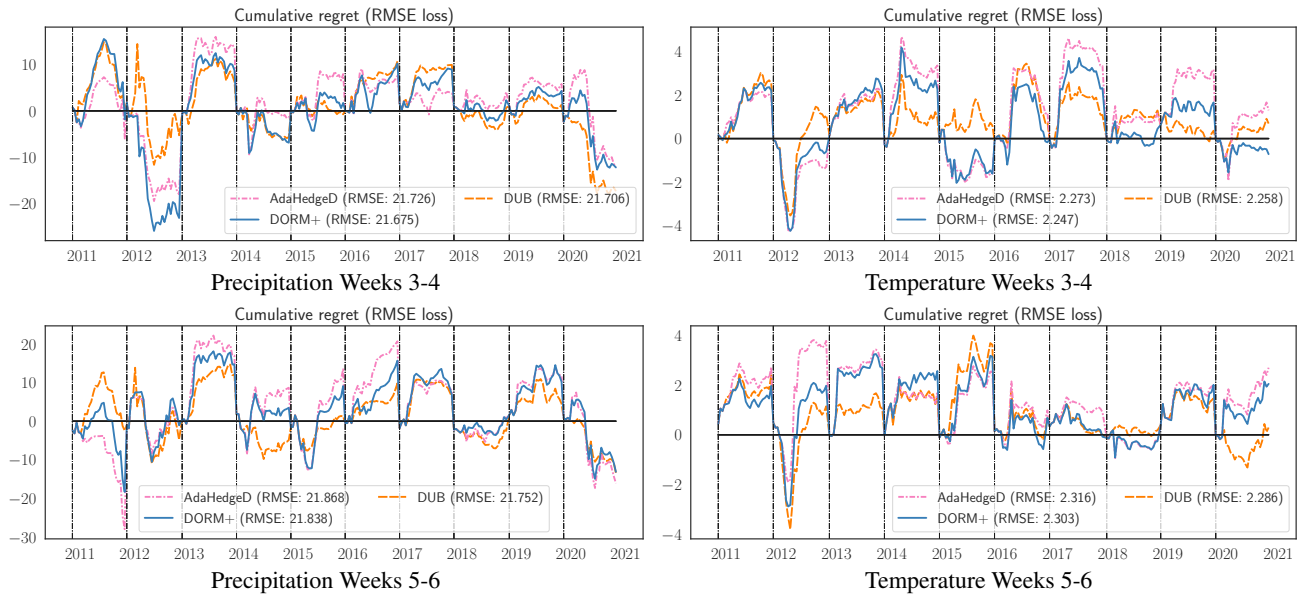 Cumulative regret (RMSE loss)
10
0
−10
−20
AdaHedgeD (RMSE: 21.726)
DORM+ (RMSE: 21.675)
DUB (RMSE: 21.706)
2011 2012 2013 2014 2015 2016 2017 2018 2019 2020 2021
Precipitation Weeks 3-4
Cumulative regret (RMSE loss)
4
2
0
−2
−4
AdaHedgeD (RMSE: 2.273)
DORM+ (RMSE: 2.247)
DUB (RMSE: 2.258)
2011 2012 2013 2014 2015 2016 2017 2018 2019 2020 2021
Temperature Weeks 3-4
Cumulative regret (RMSE loss)
20
10
0
−10
−20
−30
AdaHedgeD (RMSE: 21.868)
DORM+ (RMSE: 21.838)
DUB (RMSE: 21.752)
2011 2012 2013 2014 2015 2016 2017 2018 2019 2020 2021
Precipitation Weeks 5-6
Cumulative regret (RMSE loss)
4
2
0
−2
−4
AdaHedgeD (RMSE: 2.316)
DORM+ (RMSE: 2.303)
DUB (RMSE: 2.286)
2011 2012 2013 2014 2015 2016 2017 2018 2019 2020 2021
Temperature Weeks 5-6